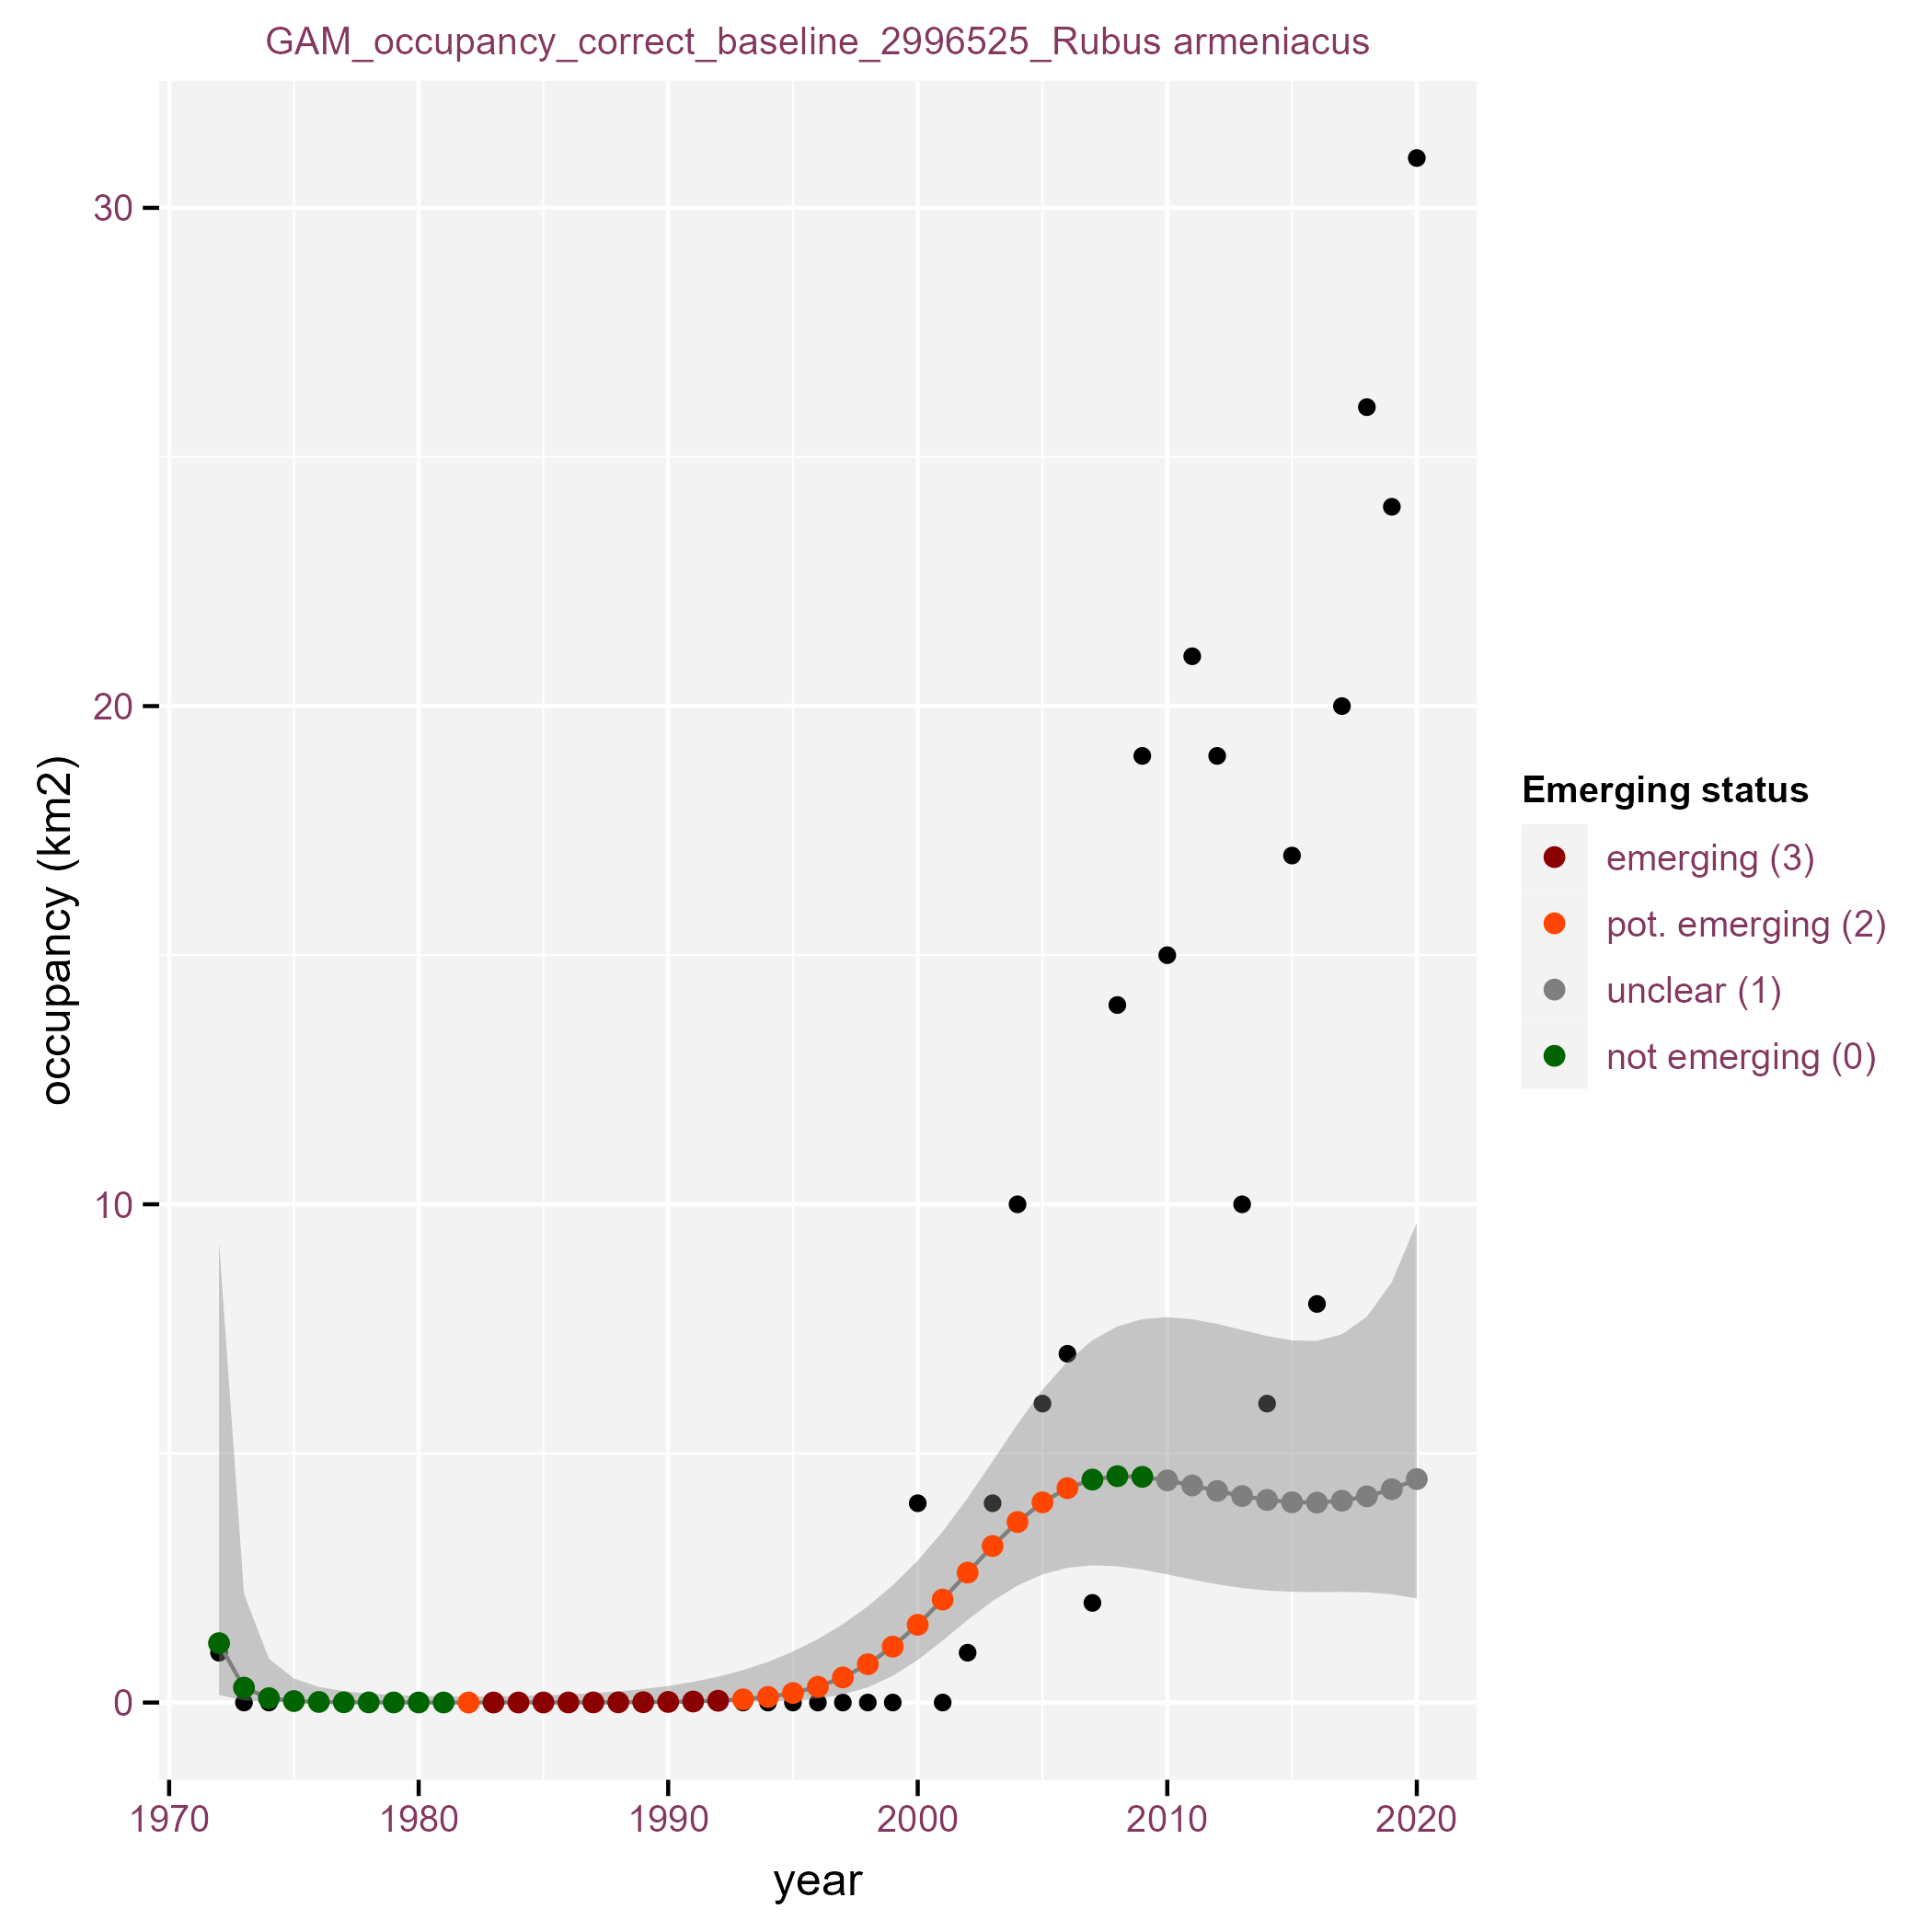 GAM_occupancy_correct_baseline_2996525_Rubus armeniacus
30
20
10
0
occupancy (km2)
1970 1980 1990 2000 2010 2020
year
Emerging status
emerging (3)
pot. emerging (2)
unclear (1)
not emerging (0)